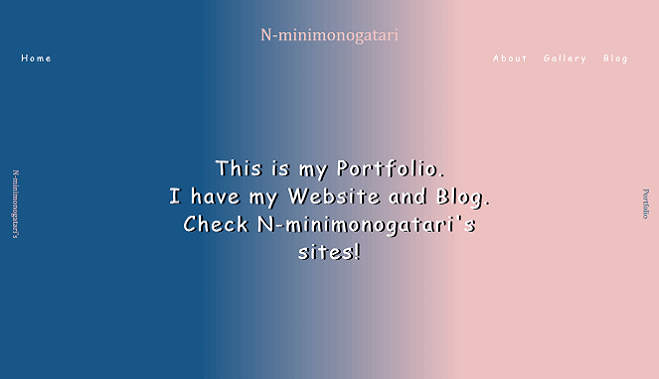 N-minimonogatari
Home
About Gallery Blog
N-minimonogatari's
Portfolio
This is my Portfolio.
I have my Website and Blog.
Check N-minimonogatari's
sites!